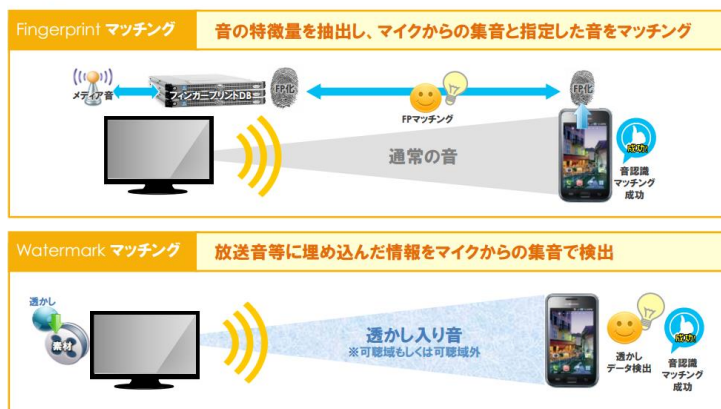 Fingerprint マッチング
音の特徴量を抽出し、マイクからの集音と指定した音をマッチング
メディア音
フィンガープリントDB
FP化
FPマッチング
FP化
通常の音
成功!
音認識
マッチング
成功
Watermark マッチング
放送音等に埋め込んだ情報をマイクからの集音で検出
透かし
素材
透かし入り音
※可聴域もしくは可聴域外
透かし
データ検出
成功!
音認識
マッチング
成功